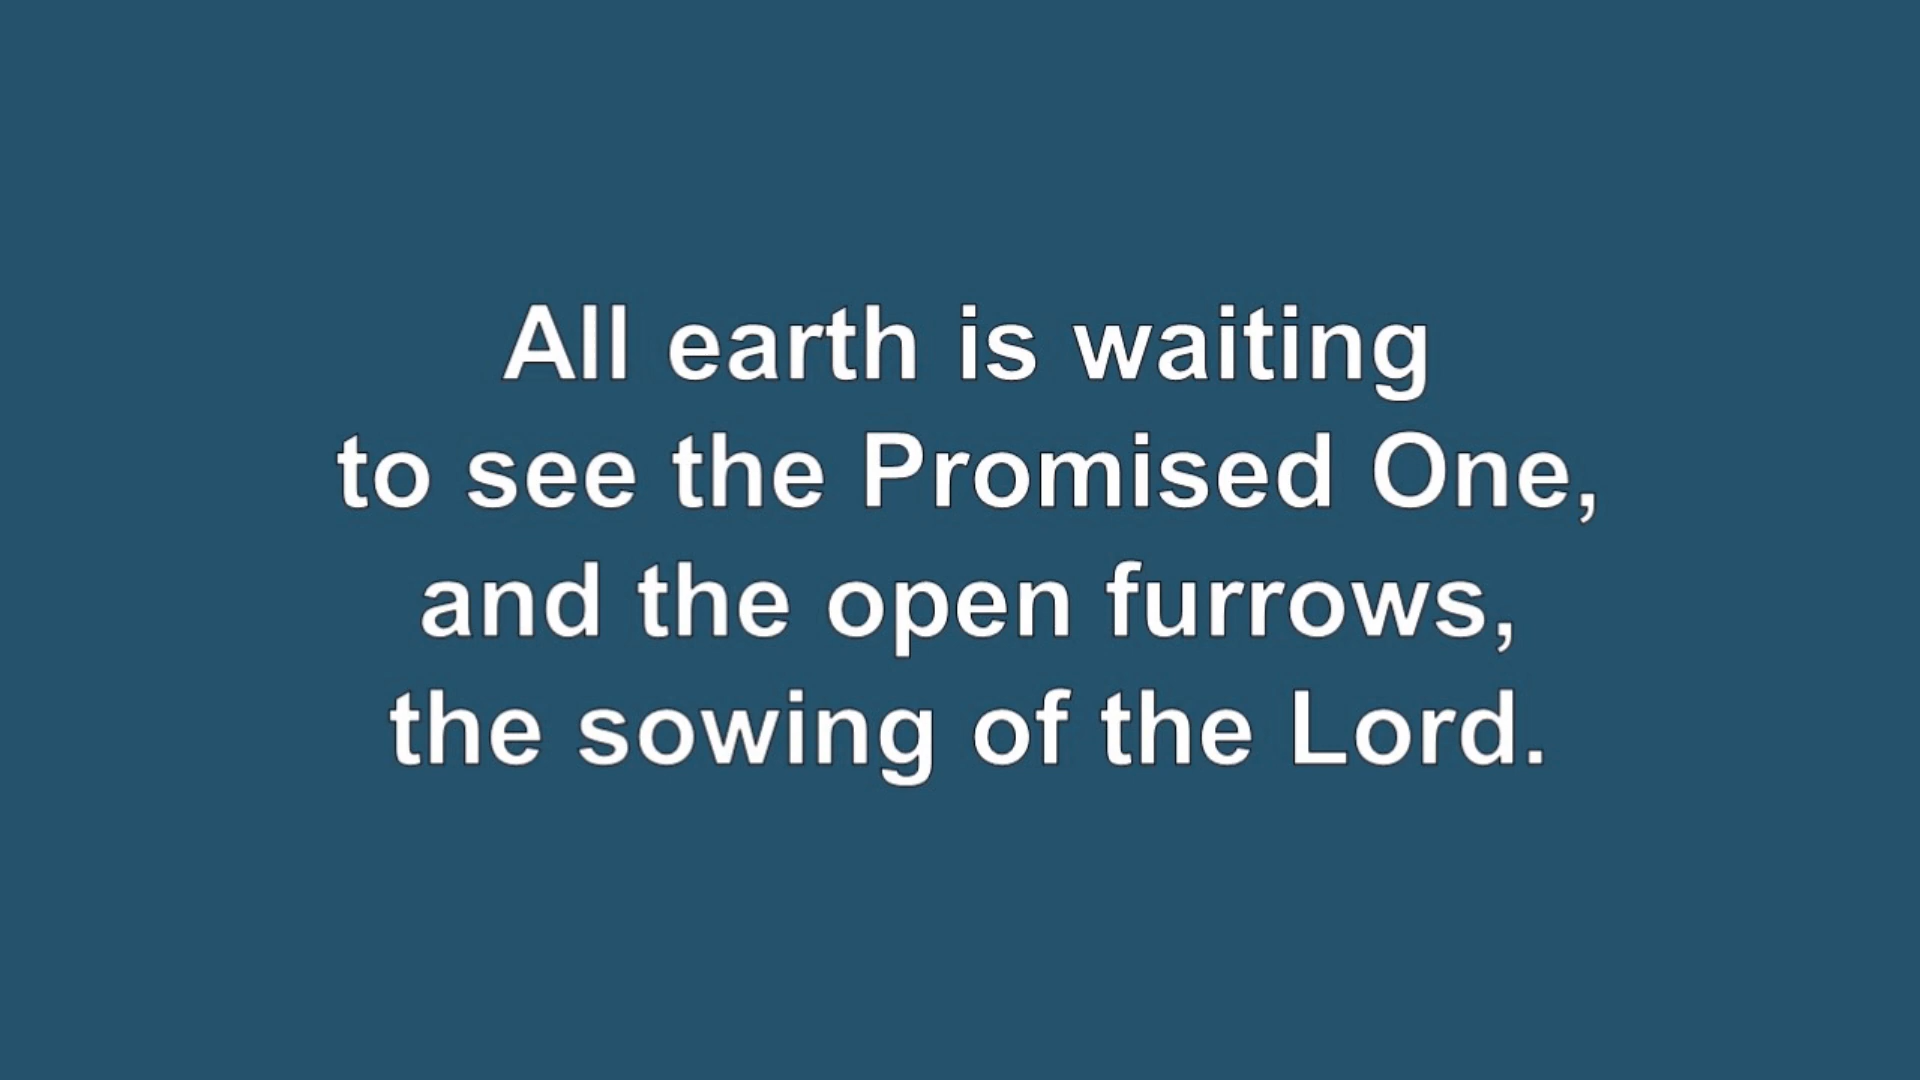 All earth is waiting
to see the Promised One,
and the open furrows,
the sowing of the Lord.